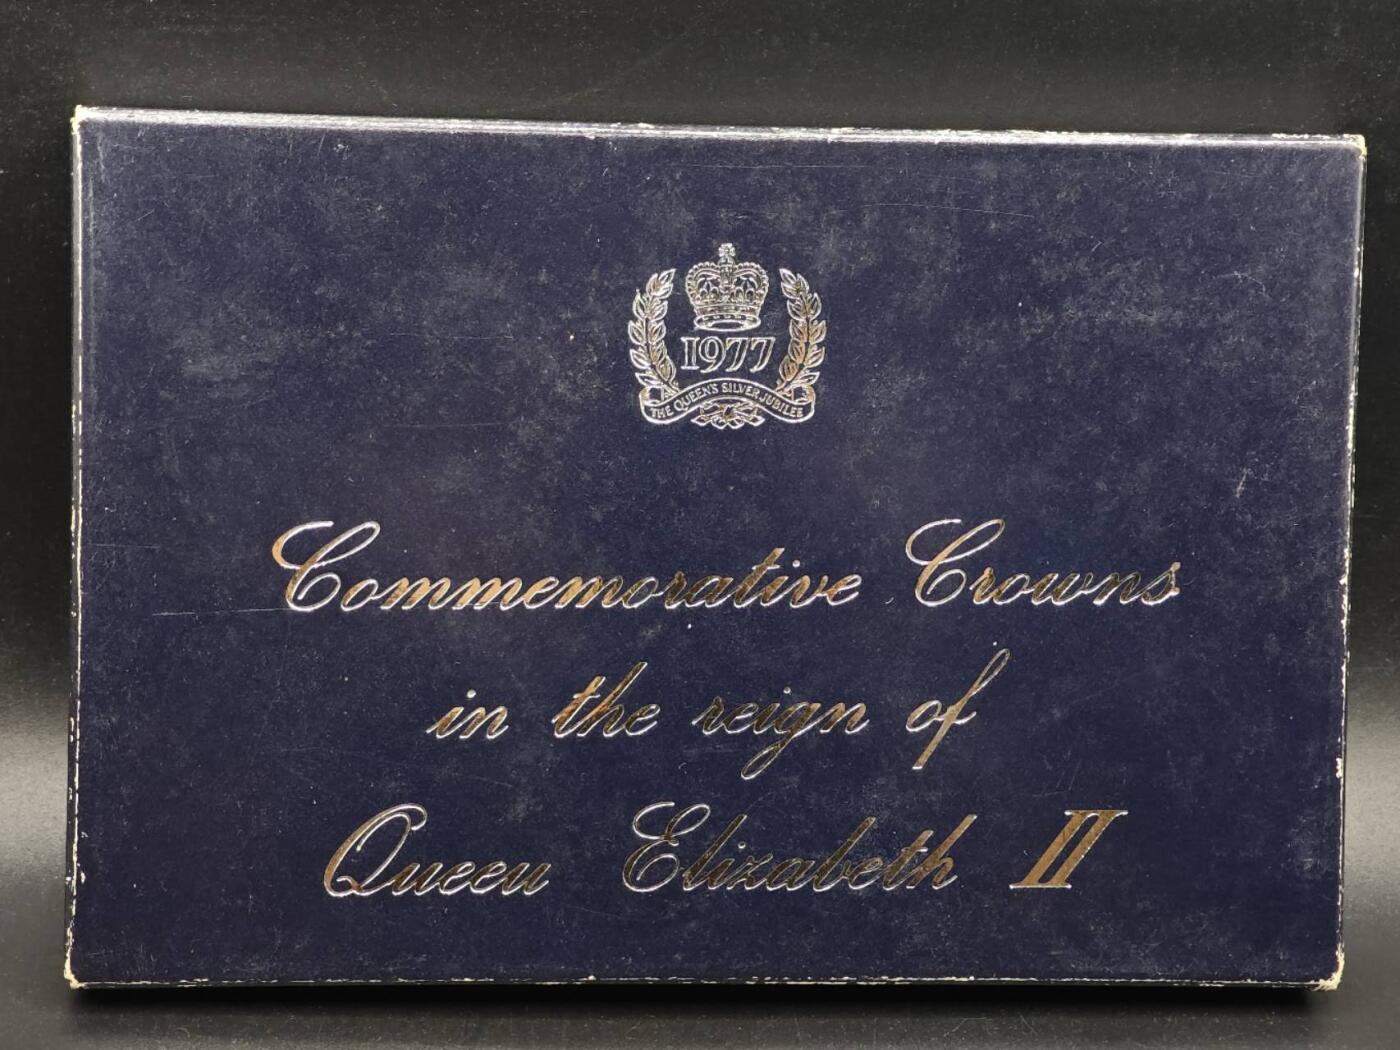 1977
THE QUEEN'S SILVER JUBILEE
Commemorative Crowns
in the reign of
Queen Elizabeth II